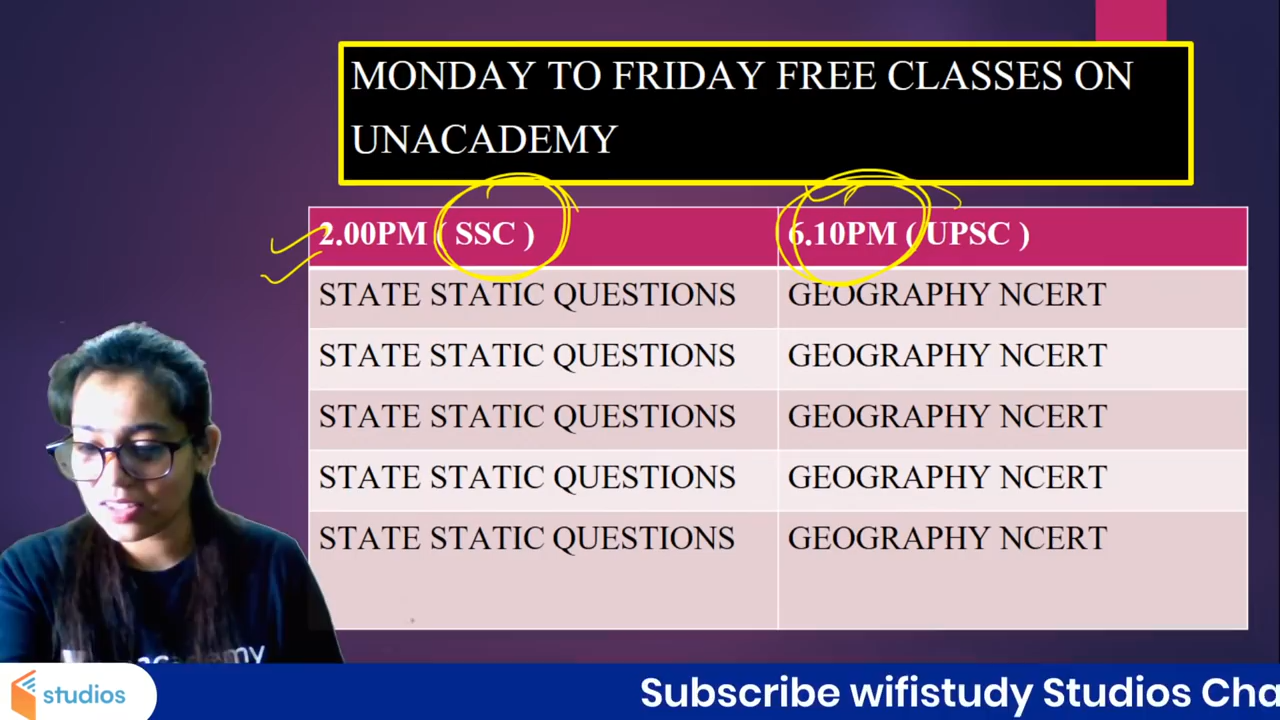 MONDAY TO FRIDAY FREE CLASSES ON
UNACADEMY
2.00PM ( SSC )
6.10PM ( UPSC )
STATE STATIC QUESTIONS
GEOGRAPHY NCERT
STATE STATIC QUESTIONS
GEOGRAPHY NCERT
STATE STATIC QUESTIONS
GEOGRAPHY NCERT
STATE STATIC QUESTIONS
GEOGRAPHY NCERT
STATE STATIC QUESTIONS
GEOGRAPHY NCERT
studios
Subscribe wifistudy Studios Cha